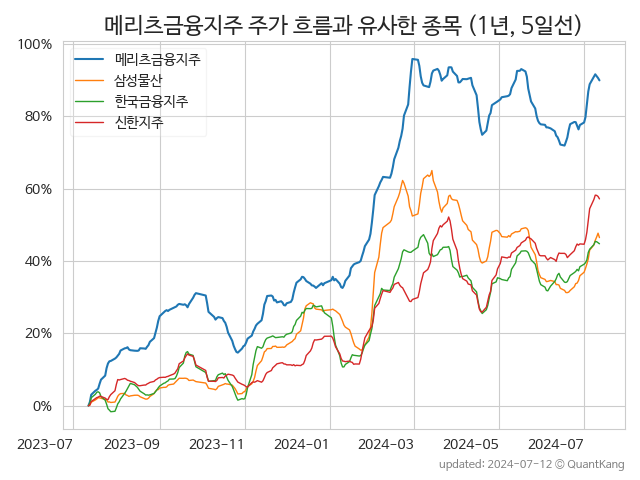 메리츠금융지주 주가 흐름과 유사한 종목 (1년, 5일선)
100%
80%
60%
40%
20%
0%
메리츠금융지주
삼성물산
한국금융지주
신한지주
2023-07 2023-09 2023-11 2024-01 2024-03 2024-05 2024-07
updated: 2024-07-12 © QuantKang